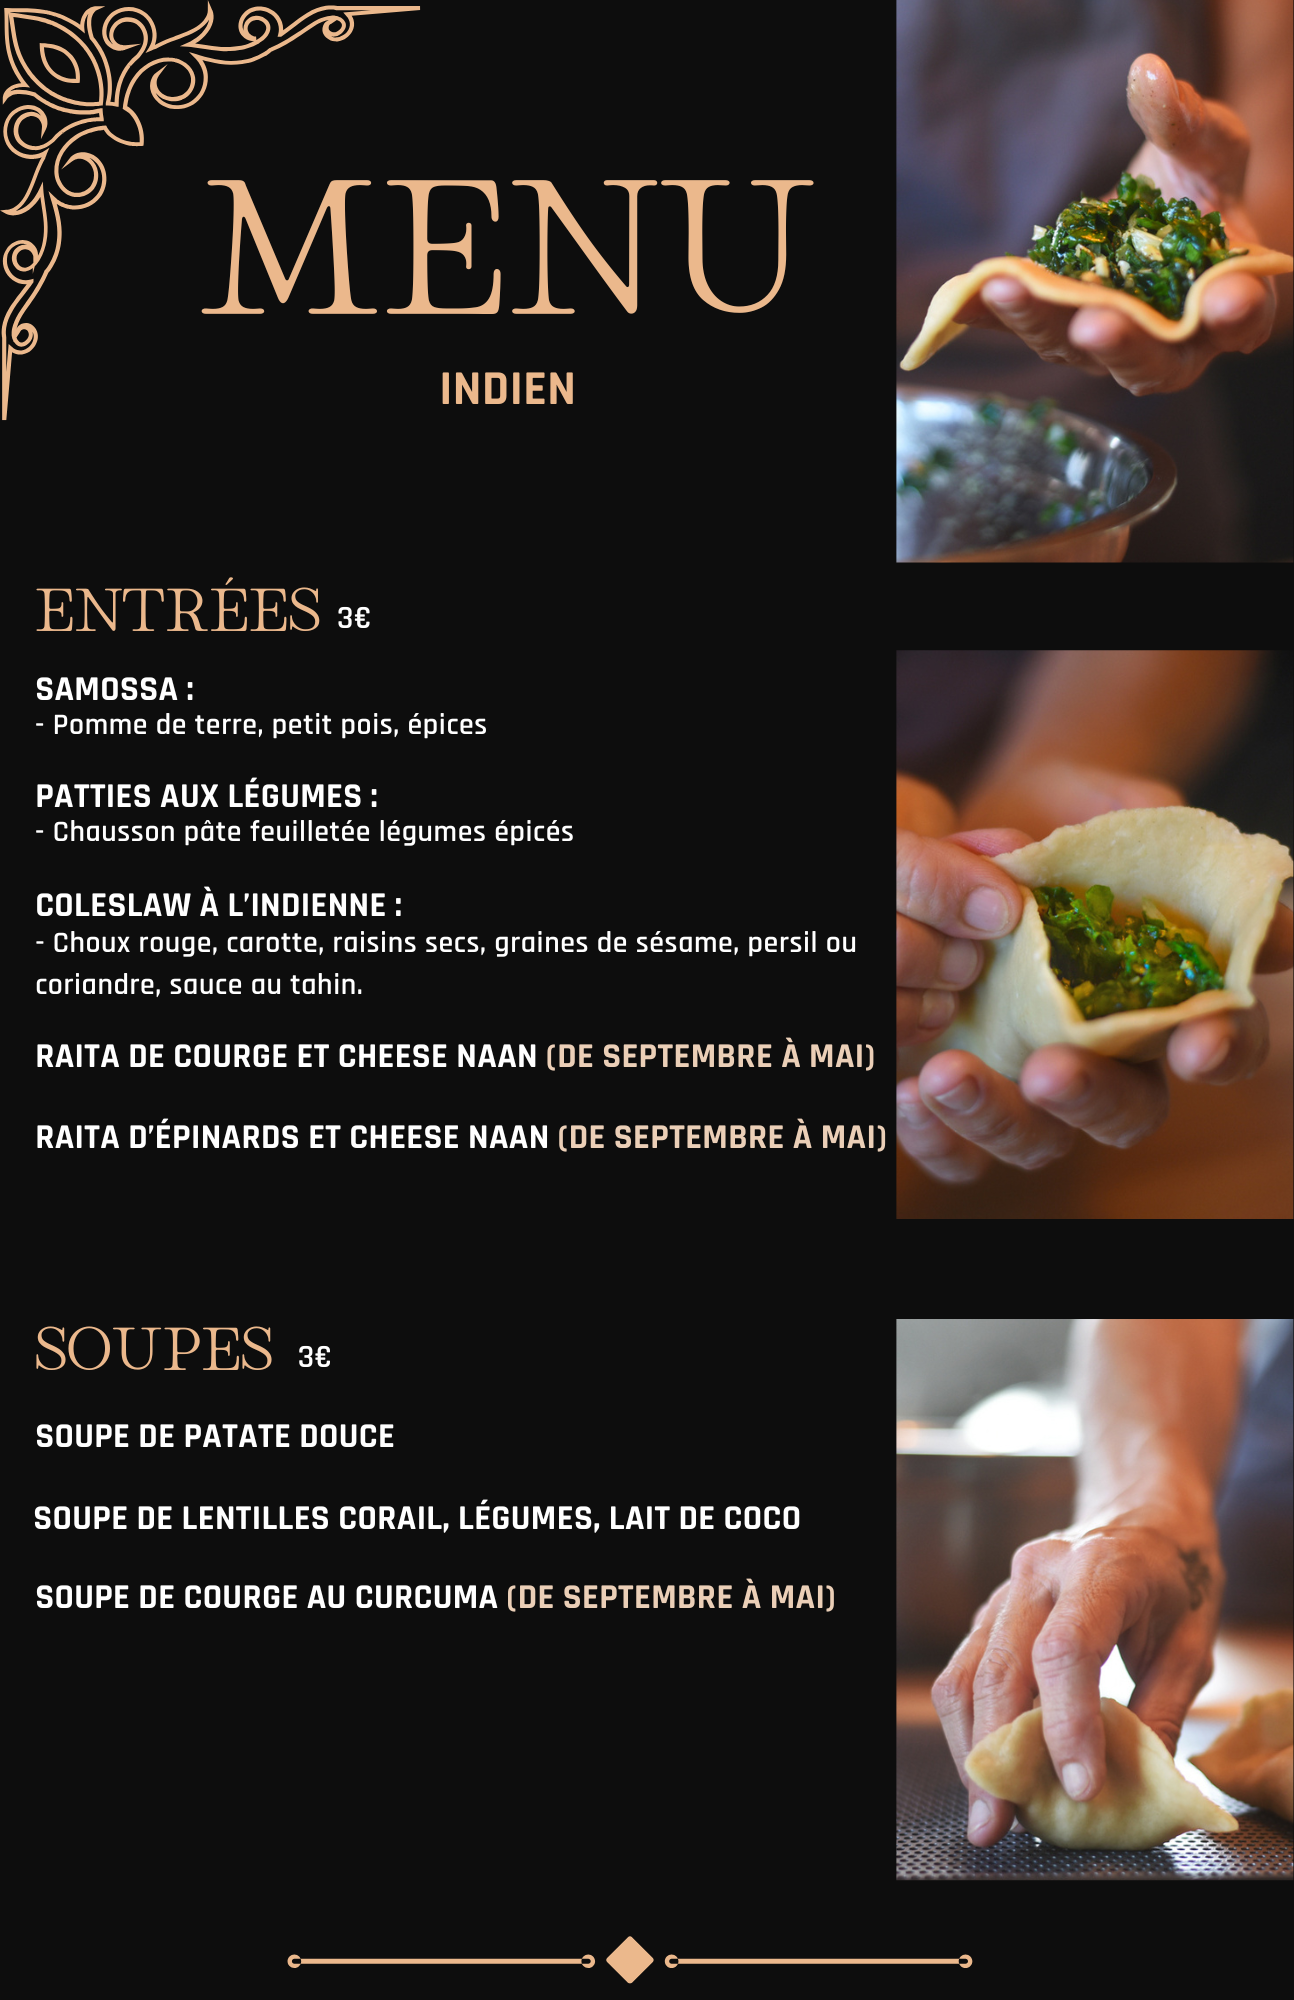 MENU
INDIEN
ENTRÉES 3€
SAMOSSA :
- Pomme de terre, petit pois, épices
PATTIES AUX LÉGUMES :
- Chausson pâte feuilletée légumes épicés
COLESLAW À L’INDIENNE :
- Choux rouge, carotte, raisins secs, graines de sésame, persil ou
coriandre, sauce au tahin.
RAITA DE COURGE ET CHEESE NAAN (DE SEPTEMBRE À MAI)
RAITA D’ÉPINARDS ET CHEESE NAAN (DE SEPTEMBRE À MAI)
SOUPES 3€
SOUPE DE PATATE DOUCE
SOUPE DE LENTILLES CORAIL, LÉGUMES, LAIT DE COCO
SOUPE DE COURGE AU CURCUMA (DE SEPTEMBRE À MAI)